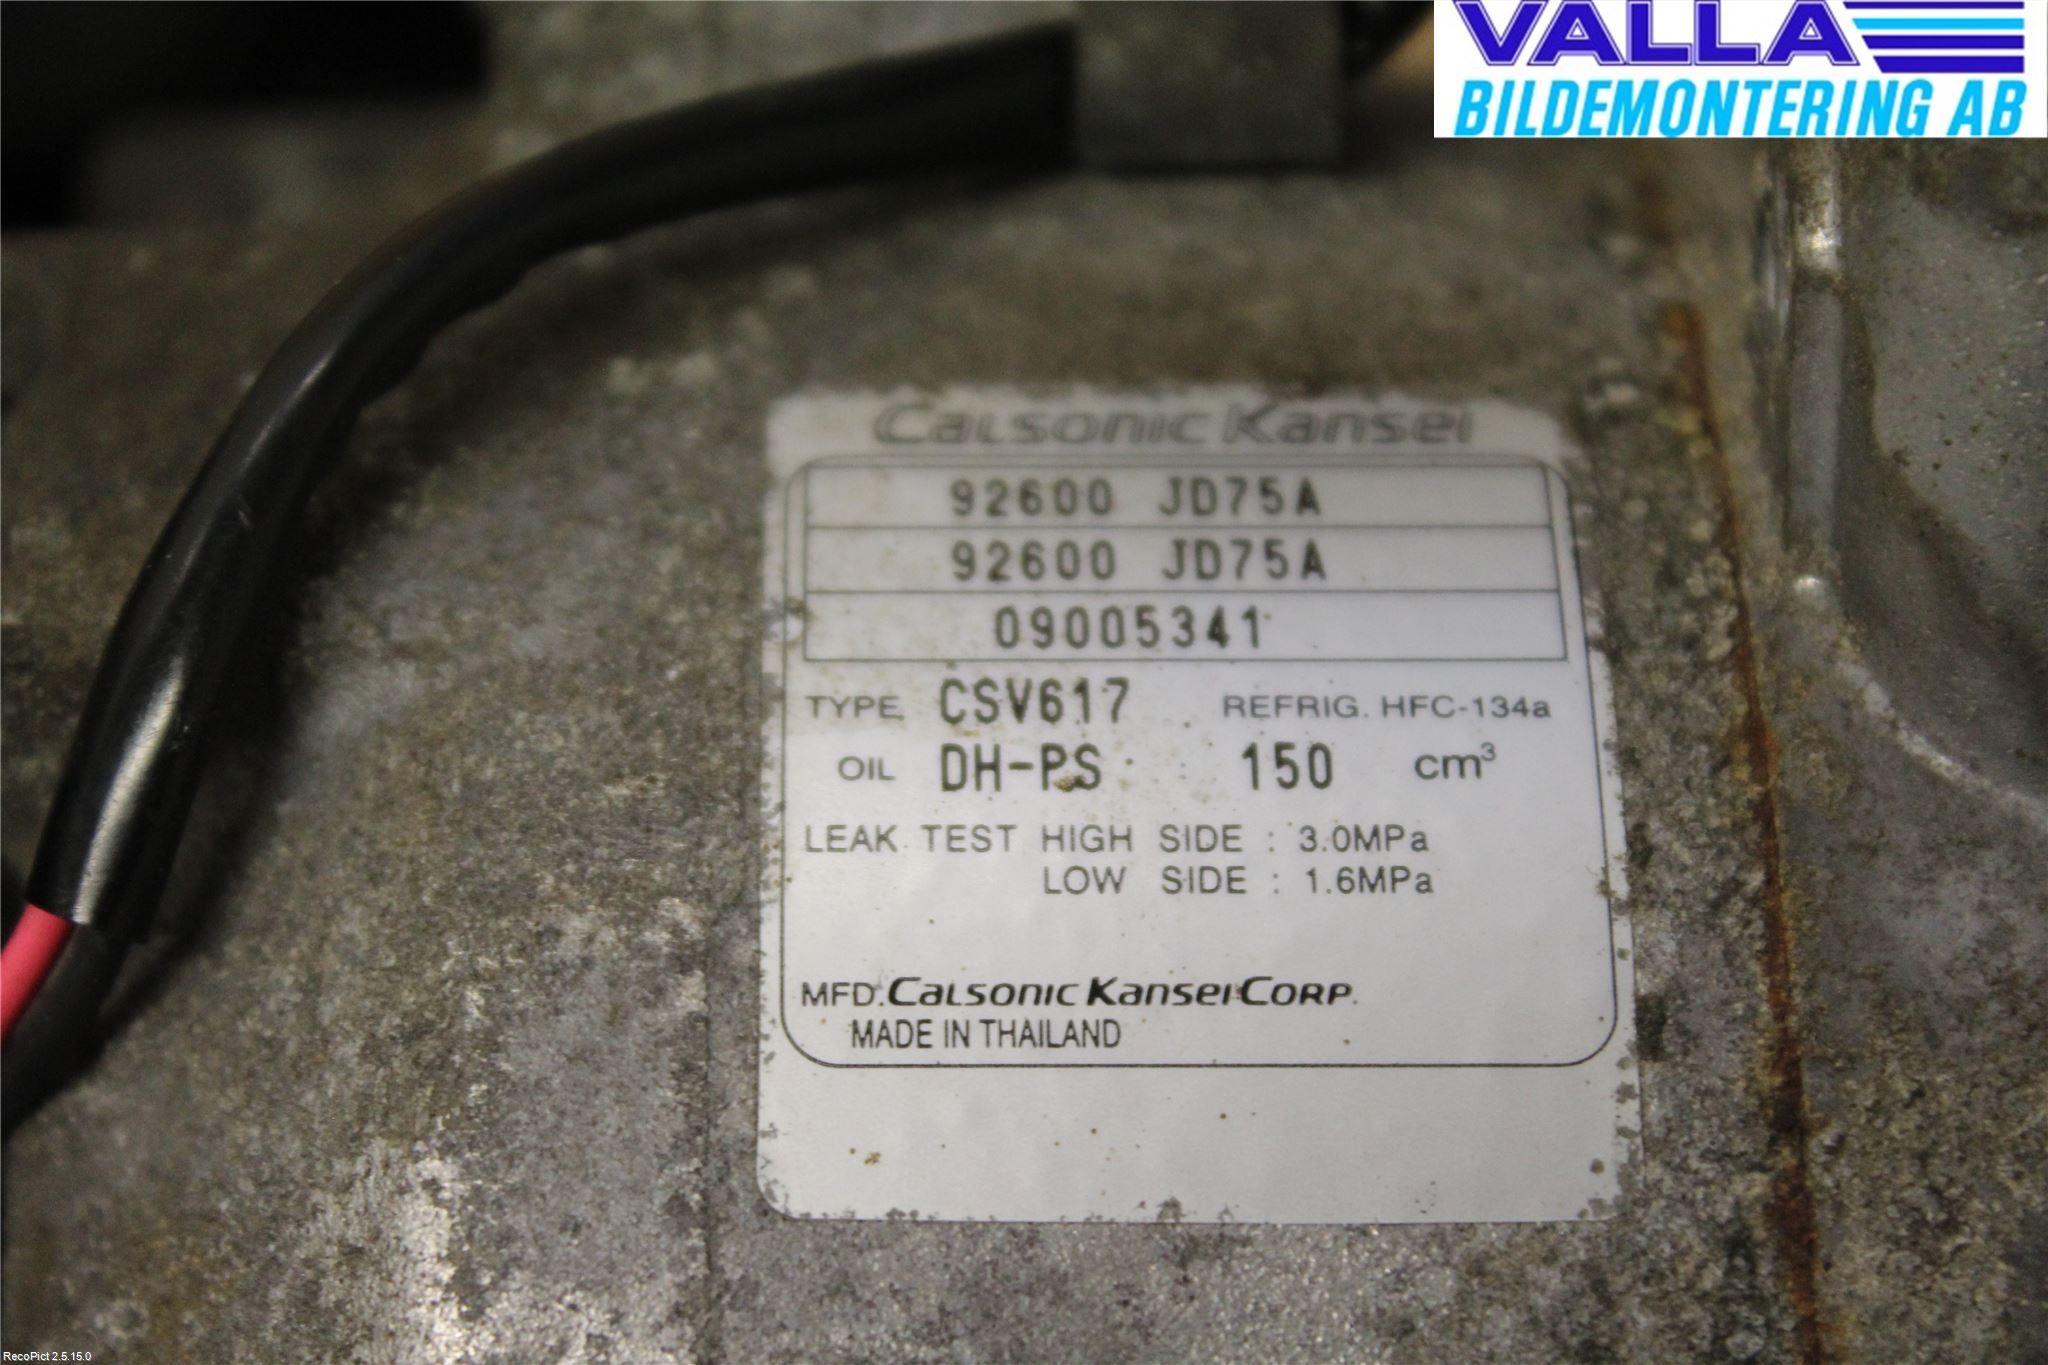 VALLA
BILDEMONTERING AB
Calsonic Kansei
92600 JD75A
92600 JD75A
09005341
TYPE CSV617 REFRIG. HFC-134a
OIL DH-PS 150 cm³
LEAK TEST HIGH SIDE : 3.0MPa
LOW SIDE : 1.6MPa
MFD. CALSONIC KANSEI CORP.
MADE IN THAILAND
RecoPict 2.5.15.0